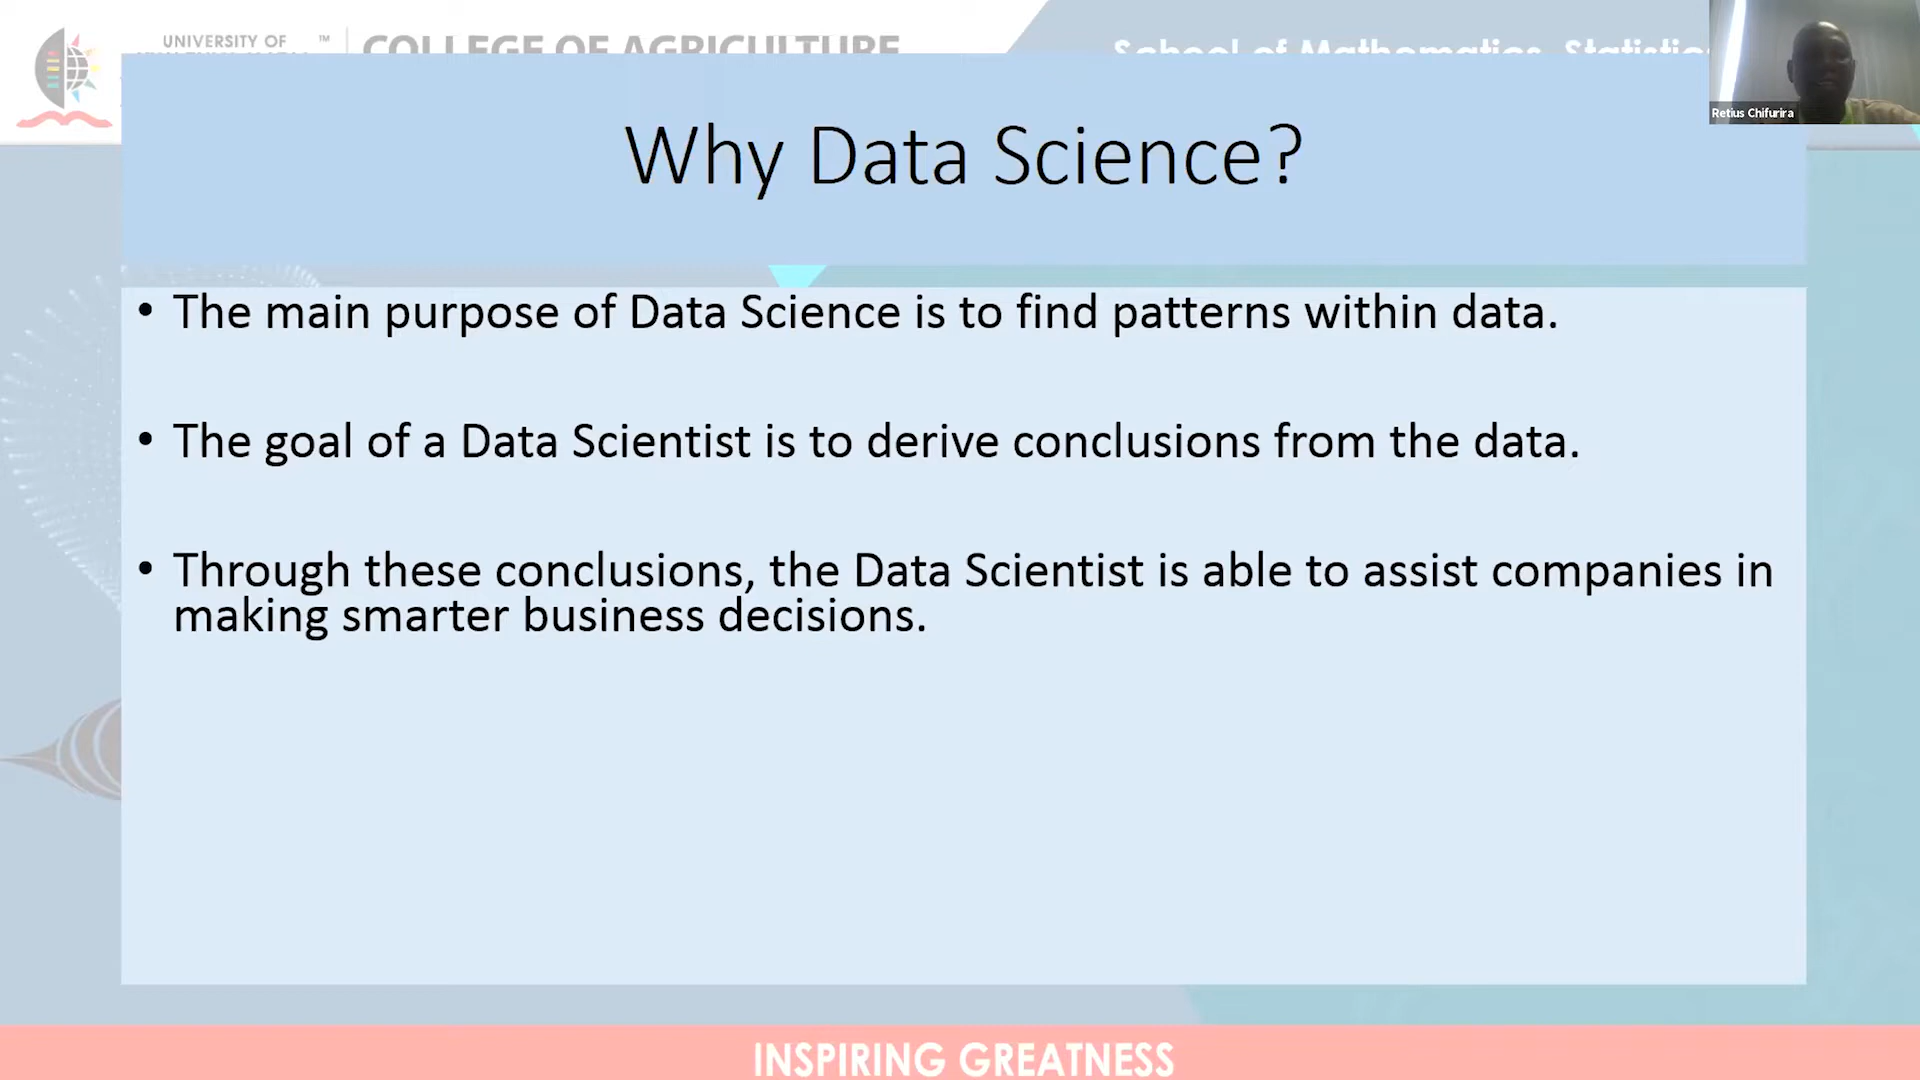 UNIVERSITY OF ™
COLLEGE OF AGRICULTURE
School of Mathematics, Statistics
Retius Chifurira
Why Data Science?
• The main purpose of Data Science is to find patterns within data.
• The goal of a Data Scientist is to derive conclusions from the data.
• Through these conclusions, the Data Scientist is able to assist companies in
making smarter business decisions.
INSPIRING GREATNESS